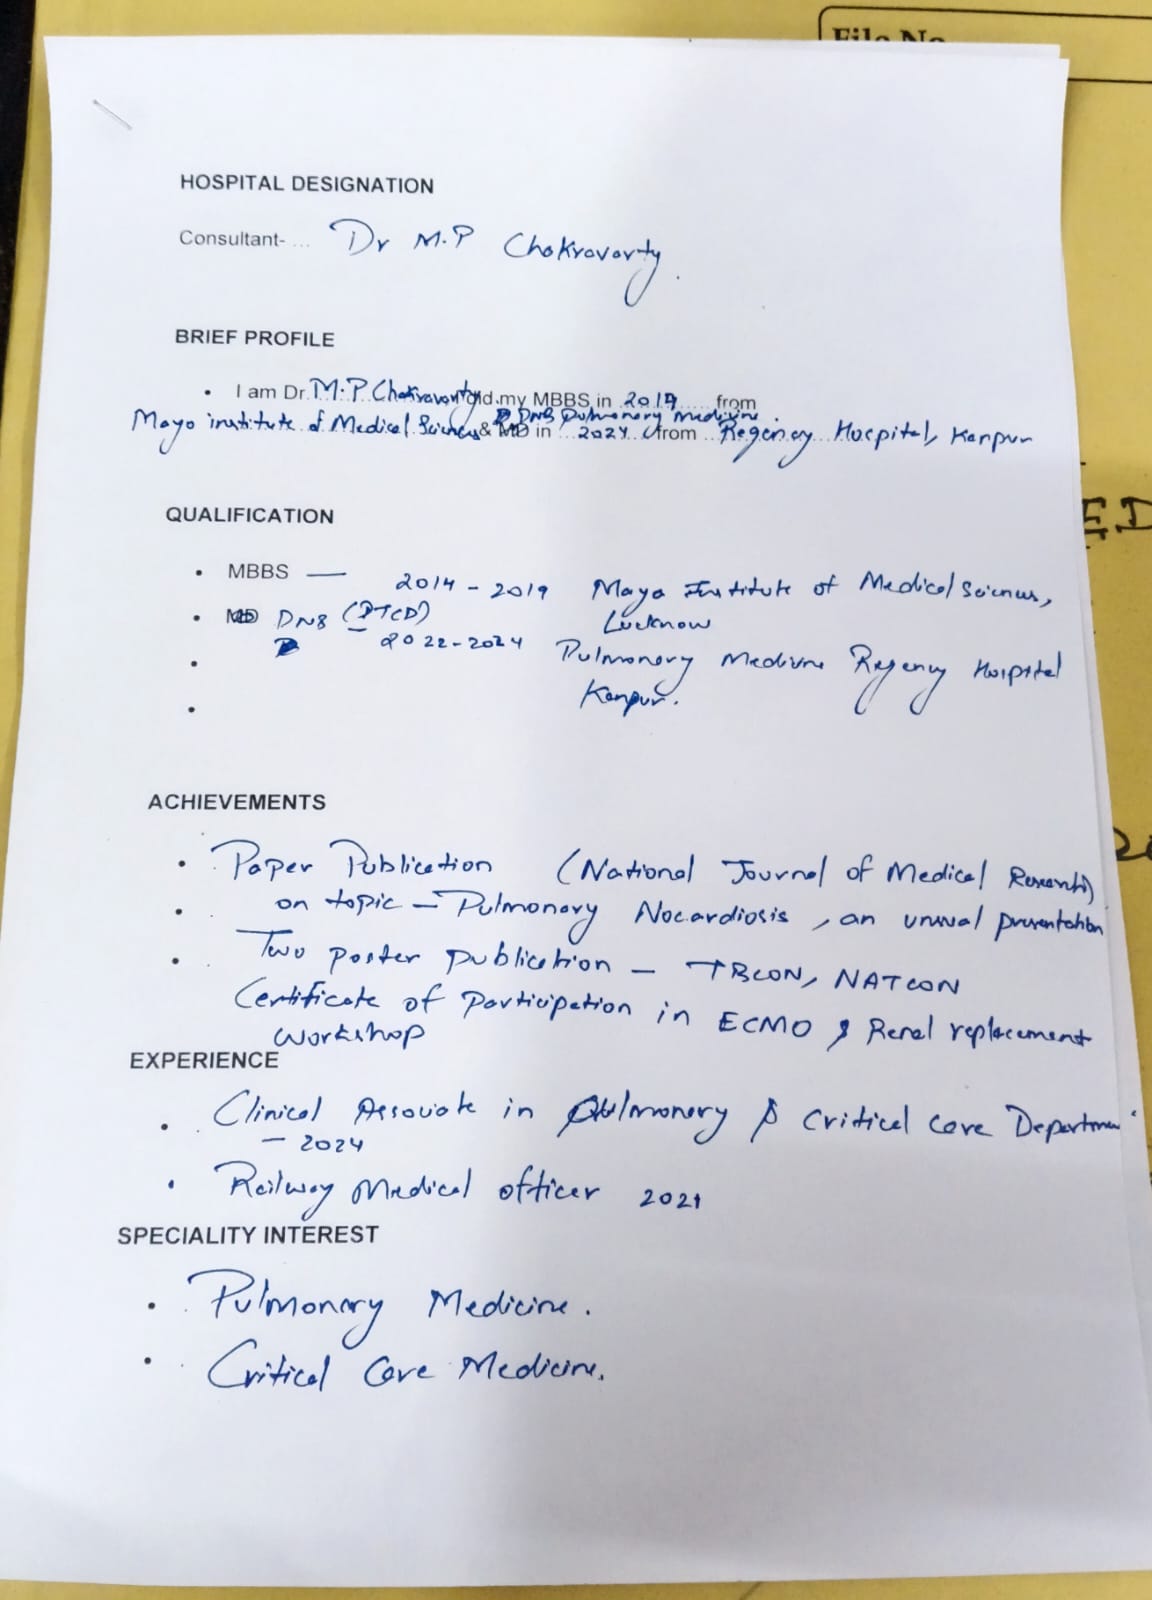 File No
HOSPITAL DESIGNATION
Consultant- ... Dr M.P Chakravorty
BRIEF PROFILE
• I am Dr. M.P Chakravorty did my MBBS in 2019 from
DNB Pulmonary medicine.
Mayo institute of Medical Sciences & MD in 2024 from Regency Hospital, Kanpur
QUALIFICATION
• MBBS — 2014 - 2019 Mayo Institute of Medical Sciences,
Lucknow
• MD DNB (DTCD)
2022-2024 Pulmonary Medicine Regency Hospital
Kanpur.
ACHIEVEMENTS
• Paper Publication (National Journal of Medical Research)
• on topic – Pulmonary Nocardiosis, an unusual presentation
• Two poster publication – TBCON, NATCON
Certificate of Participation in ECMO & Renal replacement
workshop
EXPERIENCE
• Clinical Associate in Pulmonary & Critical Care
– 2024
• Railway Medical officer 2021
SPECIALITY INTEREST
• Pulmonary Medicine.
• Critical Care Medicine.